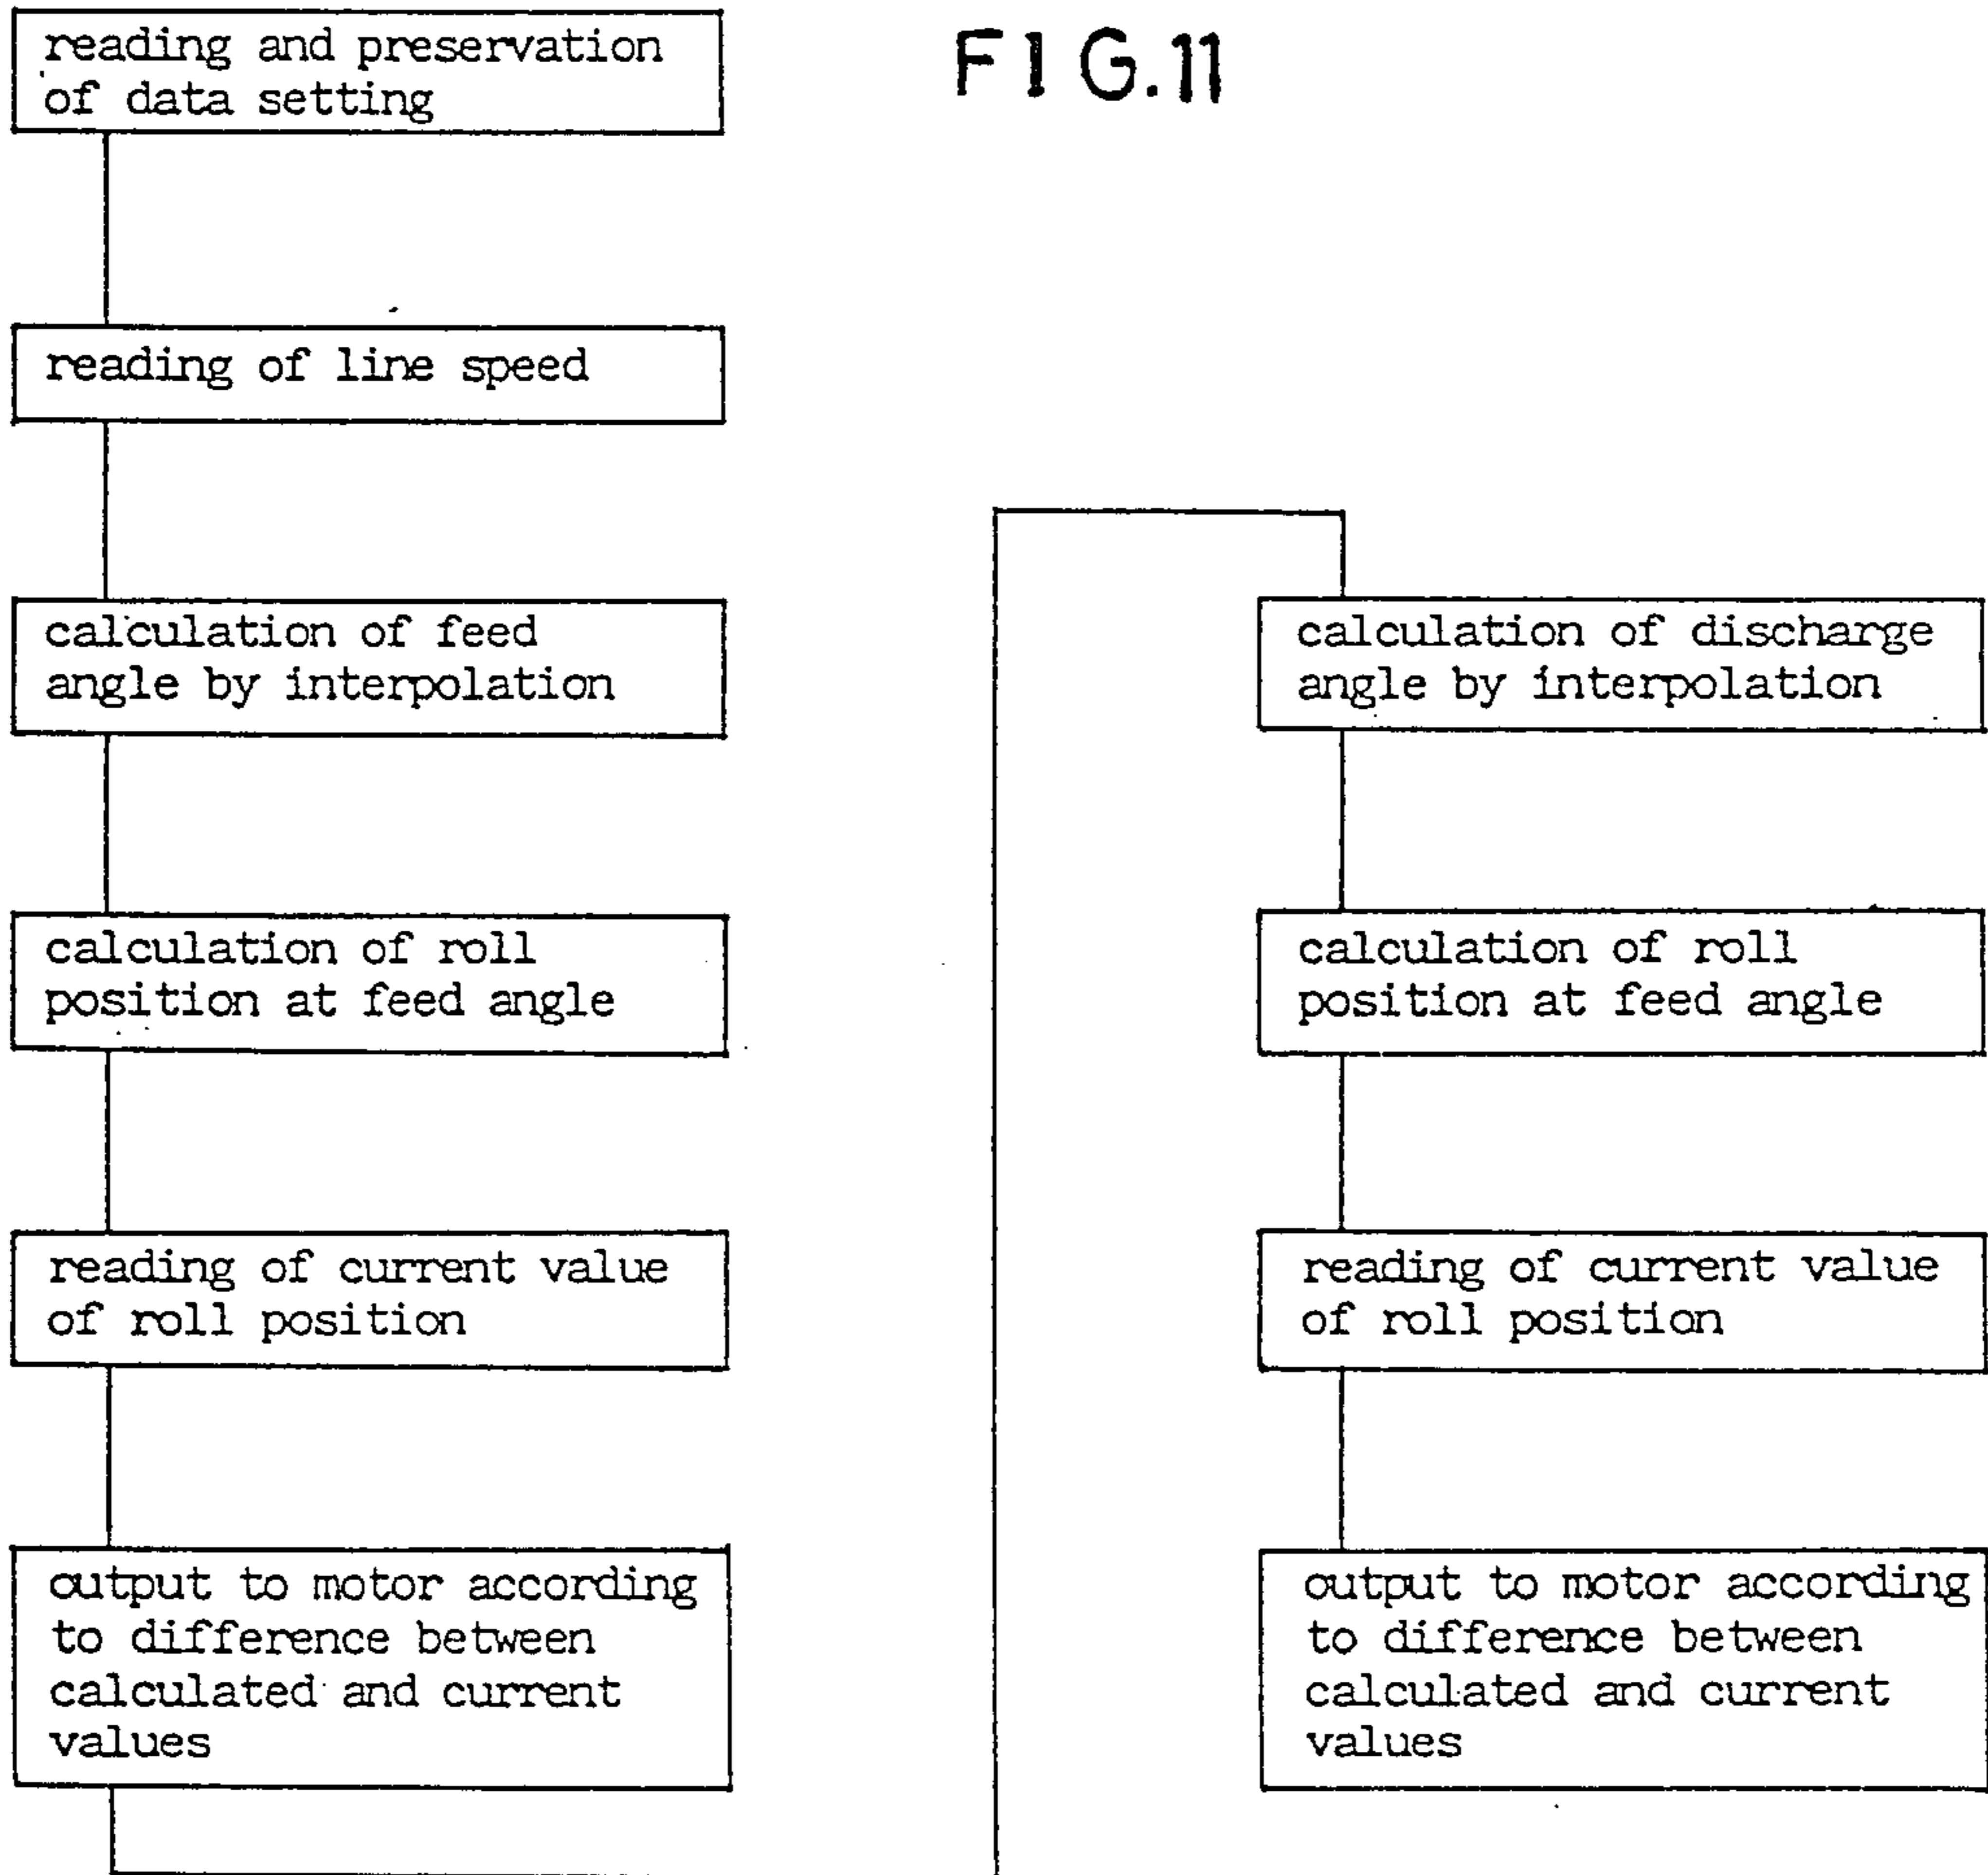 FIG.11
reading and preservation
of data setting
reading of line speed
calculation of feed
angle by interpolation
calculation of roll
position at feed angle
reading of current value
of roll position
output to motor according
to difference between
calculated and current
values
calculation of discharge
angle by interpolation
calculation of roll
position at feed angle
reading of current value
of roll position
output to motor according
to difference between
calculated and current
values